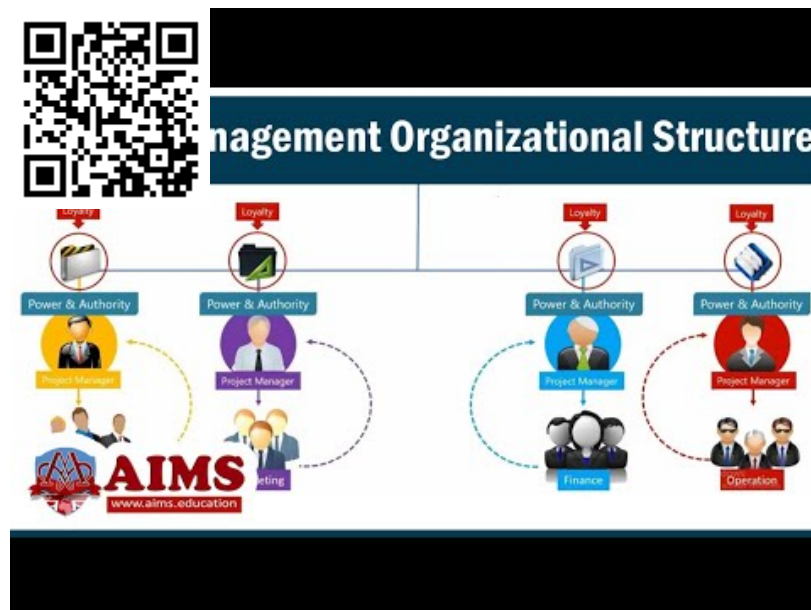 nagement Organizational Structure
Loyalty
Loyalty
Loyalty
Loyalty
Power & Authority
Power & Authority
Power & Authority
Power & Authority
Project Manager
Project Manager
Project Manager
Project Manager
AIMS
www.aims.education
eting
Finance
Operation